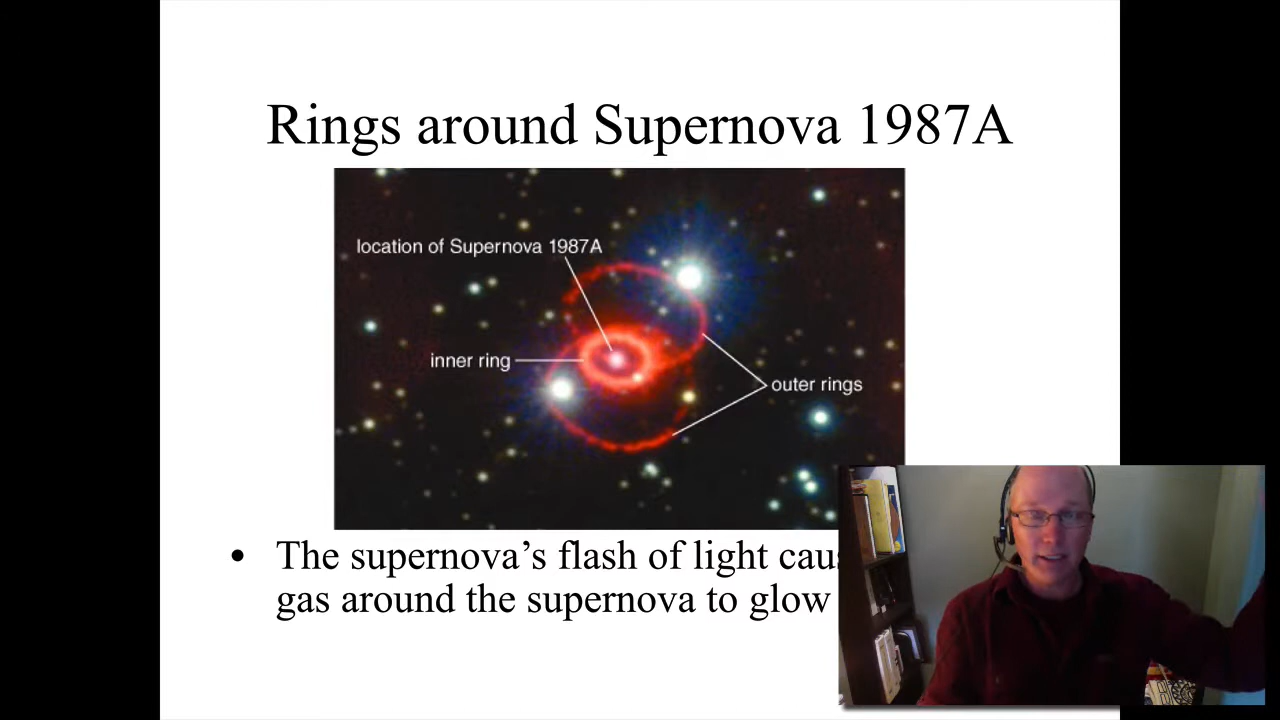 Rings around Supernova 1987A
location of Supernova 1987A
inner ring
outer rings
• The supernova’s flash of light
gas around the supernova to glow